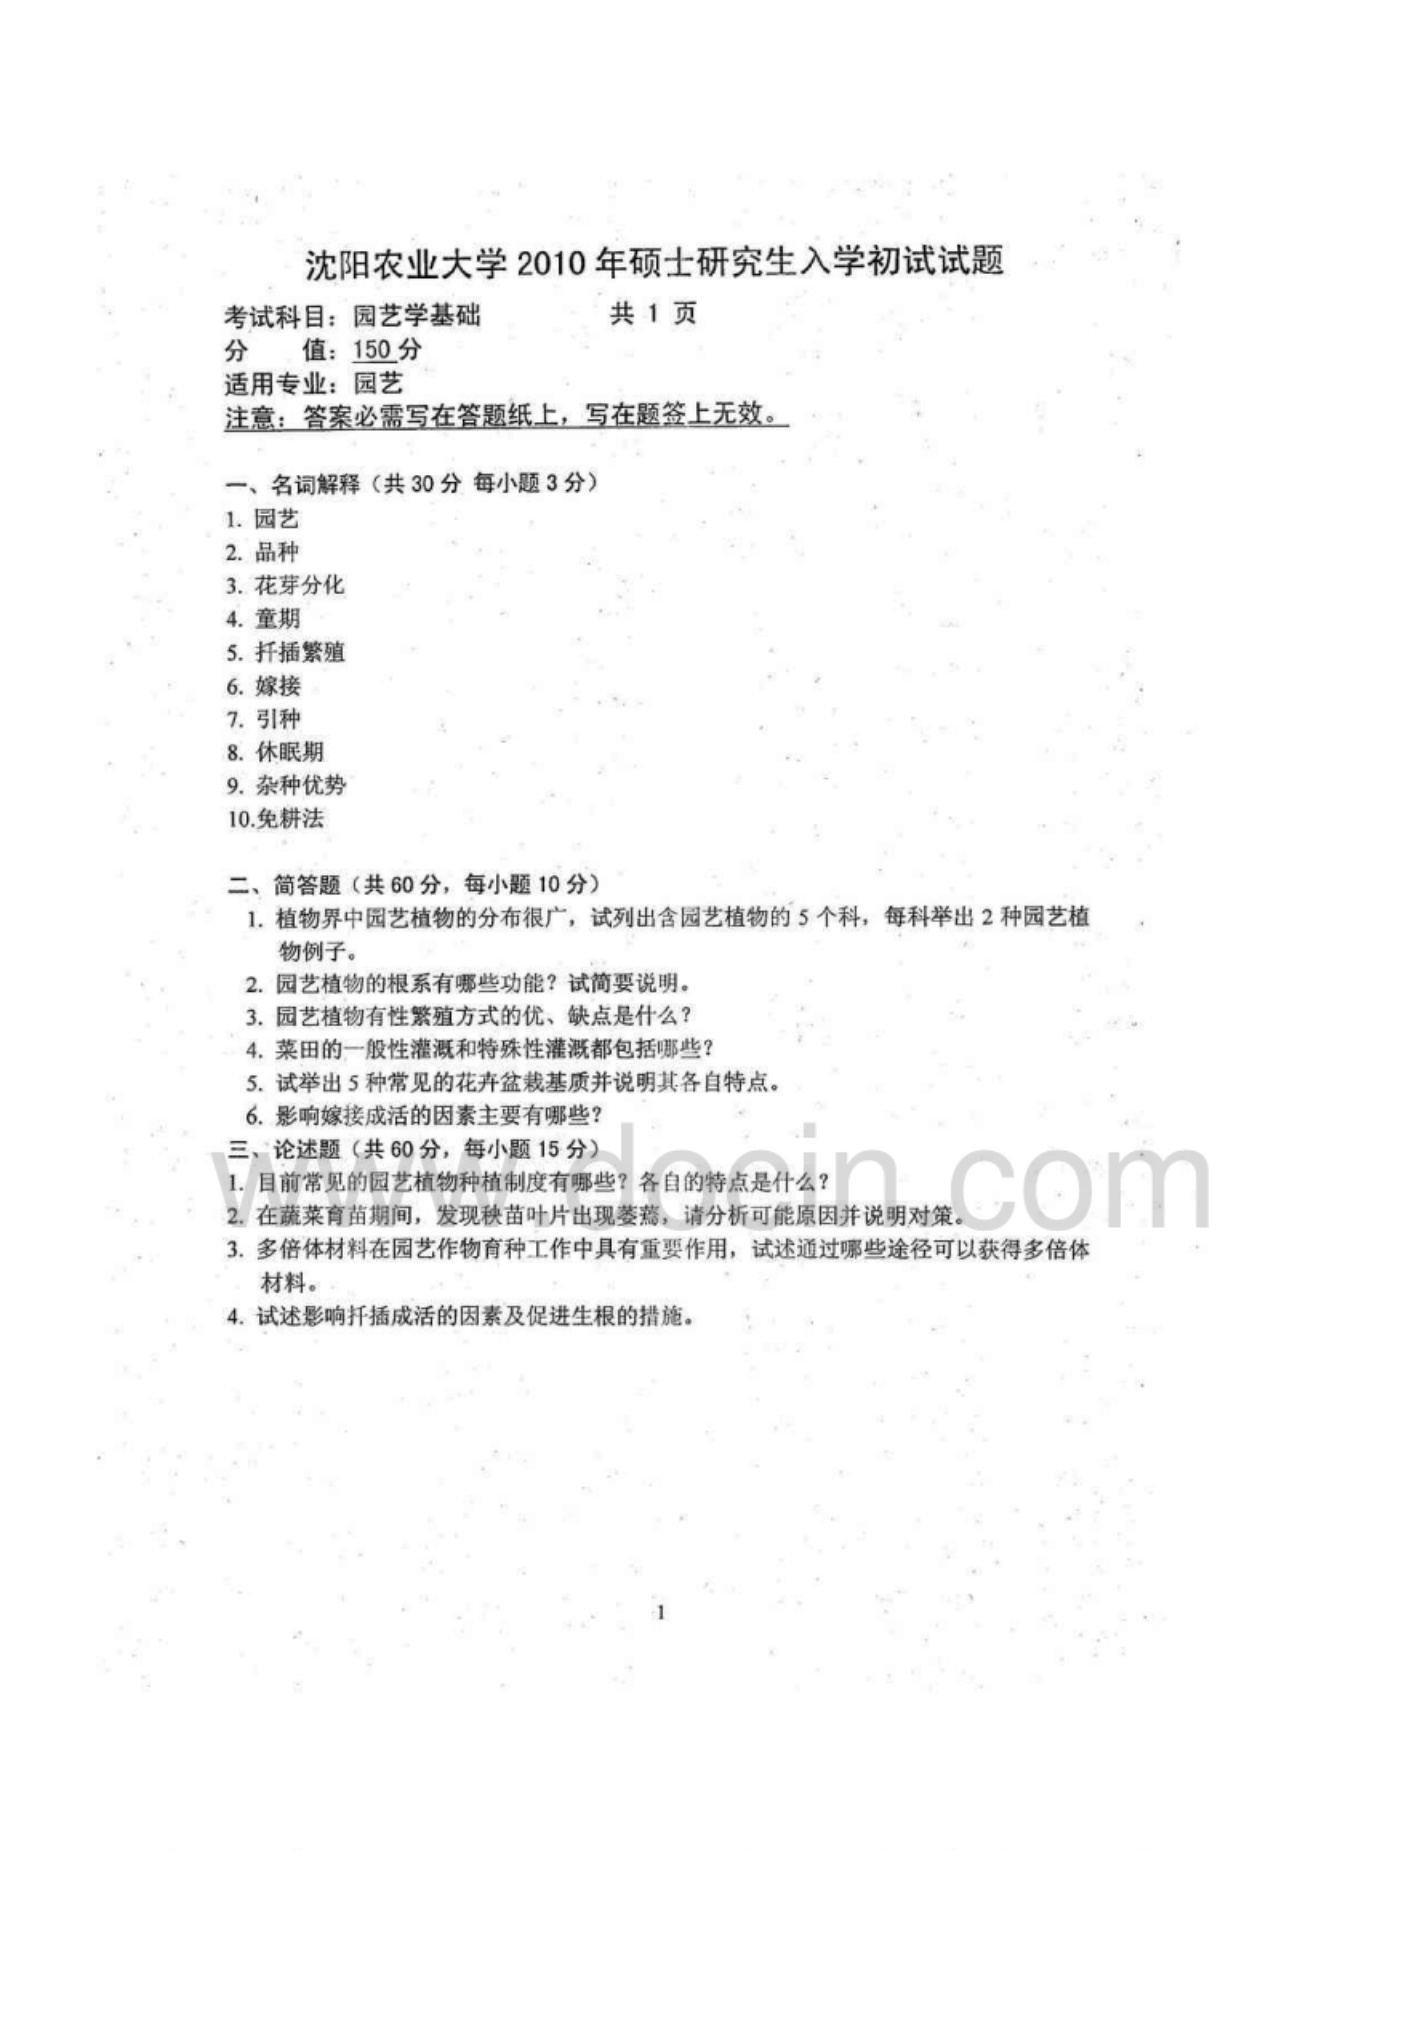 沈阳农业大学 2010 年硕士研究生入学初试试题
考试科目：园艺学基础 共 1 页
分 值：150 分
适用专业：园艺
注意：答案必需写在答题纸上，写在题签上无效。
一、名词解释（共 30 分 每小题 3 分）
1. 园艺
2. 品种
3. 花芽分化
4. 童期
5. 扦插繁殖
6. 嫁接
7. 引种
8. 休眠期
9. 杂种优势
10.免耕法
二、简答题（共 60 分，每小题 10 分）
1. 植物界中园艺植物的分布很广，试列出含园艺植物的 5 个科，每科举出 2 种园艺植
物例子。
2. 园艺植物的根系有哪些功能？试简要说明。
3. 园艺植物有性繁殖方式的优、缺点是什么？
4. 菜田的一般性灌溉和特殊性灌溉都包括哪些？
5. 试举出 5 种常见的花卉盆栽基质并说明其各自特点。
6. 影响嫁接成活的因素主要有哪些？
三、论述题（共 60 分，每小题 15 分）
1. 目前常见的园艺植物种植制度有哪些？各自的特点是什么？
2. 在蔬菜育苗期间，发现秧苗叶片出现萎蔫，请分析可能原因并说明对策。
3. 多倍体材料在园艺作物育种工作中具有重要作用，试述通过哪些途径可以获得多倍体
材料。
4. 试述影响扦插成活的因素及促进生根的措施。
www.docin.com
1